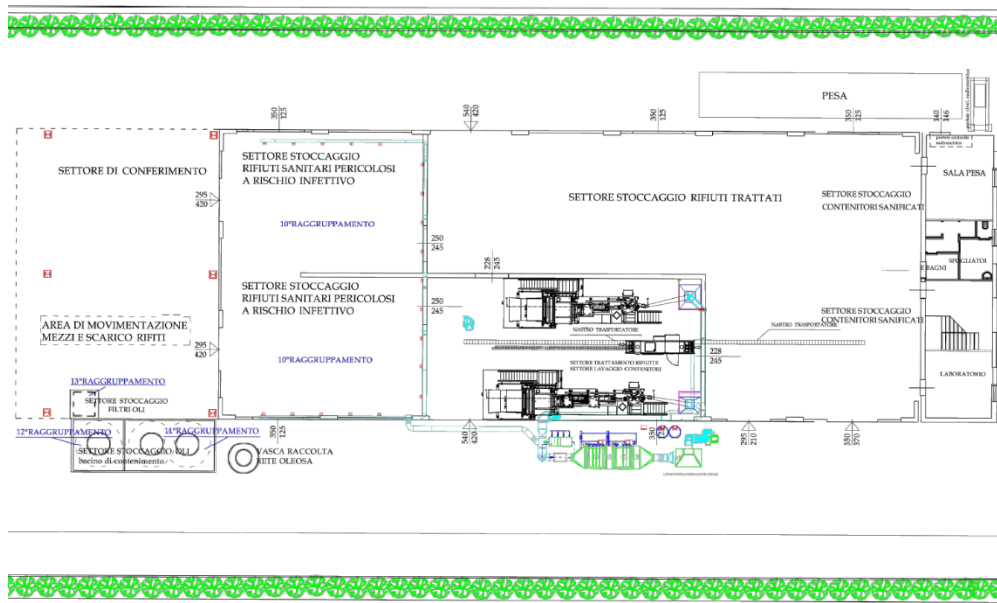 PESA
350
125
540
420
350
125
350
125
340
246
SETTORE DI CONFERIMENTO
295
420
SETTORE STOCCAGGIO
RIFIUTI SANITARI PERICOLOSI
A RISCHIO INFETTIVO
10°RAGGRUPPAMENTO
250
245
SETTORE STOCCAGGIO RIFIUTI TRATTATI
SETTORE STOCCAGGIO
CONTENITORI SANIFICATI
SALA PESA
SPOGLIATOI
E BAGNI
228
245
SETTORE STOCCAGGIO
RIFIUTI SANITARI PERICOLOSI
A RISCHIO INFETTIVO
10°RAGGRUPPAMENTO
250
245
SETTORE STOCCAGGIO
CONTENITORI SANIFICATI
NASTRO TRASPORTATORE
NASTRO TRASPORTATORE
228
245
SETTORE TRATTAMENTO RIFIUTI E
SETTORE LAVAGGIO CONTENITORI
LABORATORIO
AREA DI MOVIMENTAZIONE
MEZZI E SCARICO RIFITI
295
420
13°RAGGRUPPAMENTO
SETTORE STOCCAGGIO
FILTRI OLI
12°RAGGRUPPAMENTO
11°RAGGRUPPAMENTO
SETTORE STOCCAGGIO OLI
bacino di contenimento
VASCA RACCOLTA
RETE OLEOSA
350
125
540
420
350
295
210
350
370